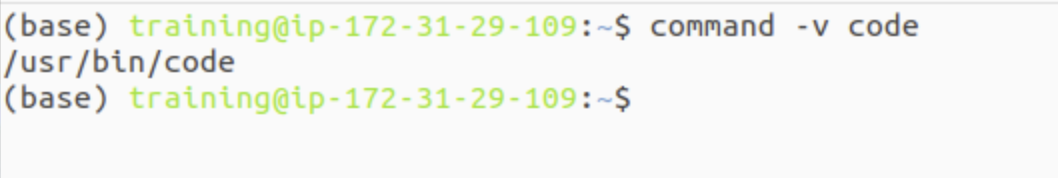 (base) training@ip-172-31-29-109:~$ command -v code
/usr/bin/code
(base) training@ip-172-31-29-109:~$